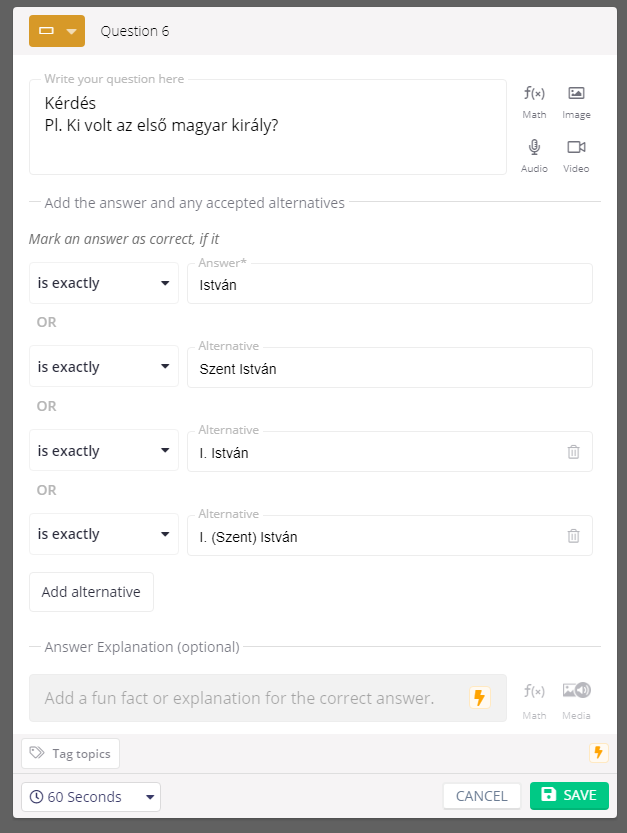 Question 6
Write your question here
Kérdés
Pl. Ki volt az első magyar király?
f(x)
Math
Image
Audio
Video
Add the answer and any accepted alternatives
Mark an answer as correct, if it
is exactly
Answer*
István
OR
is exactly
Alternative
Szent István
OR
is exactly
Alternative
I. István
OR
is exactly
Alternative
I. (Szent) István
Add alternative
Answer Explanation (optional)
Add a fun fact or explanation for the correct answer.
f(x)
Math
Media
Tag topics
60 Seconds
CANCEL
SAVE